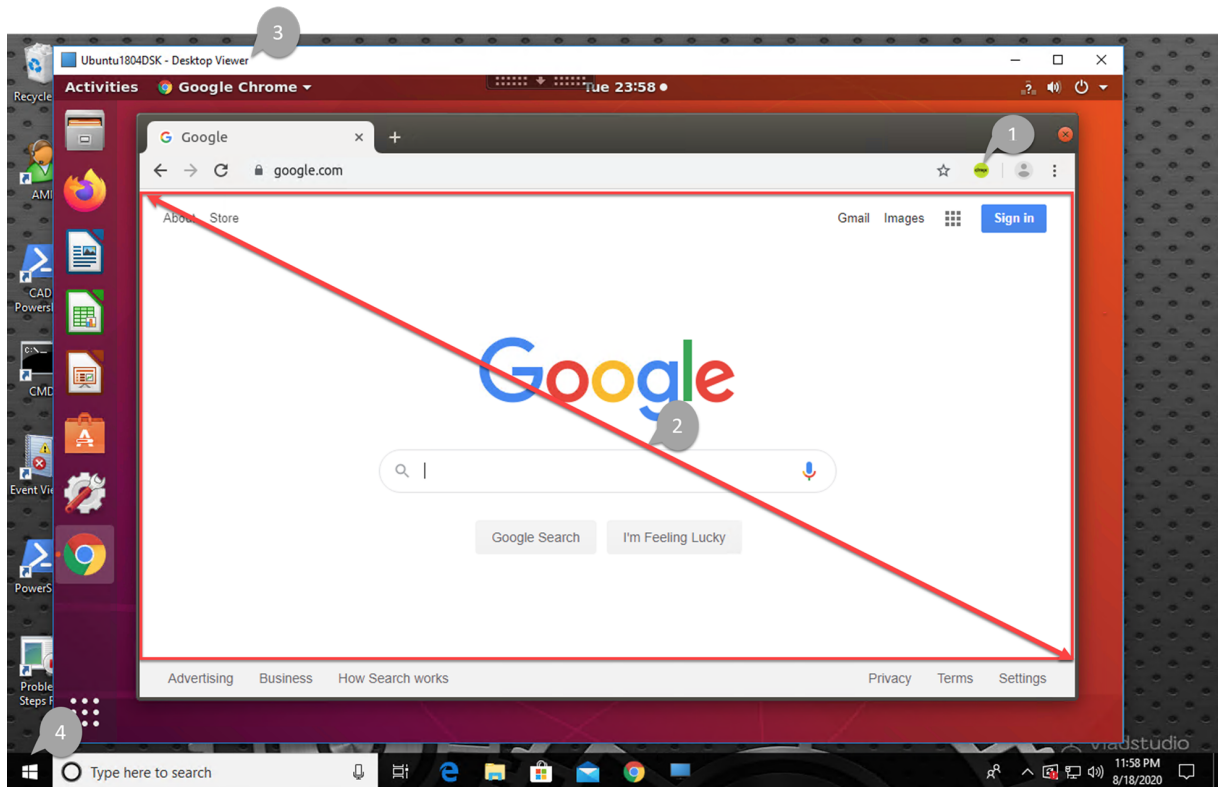 3
Ubuntu1804DSK - Desktop Viewer
Recycle
Activities Google Chrome Tue 23:58
Google
1
google.com
AMI
About Store Gmail Images Sign in
CAD
Powersl
Google
C:\_
CMD
2
Event Vie
Google Search I'm Feeling Lucky
PowerS
Advertising Business How Search works Privacy Terms Settings
Proble
Steps R
4
vladstudio
Type here to search
11:58 PM
8/18/2020